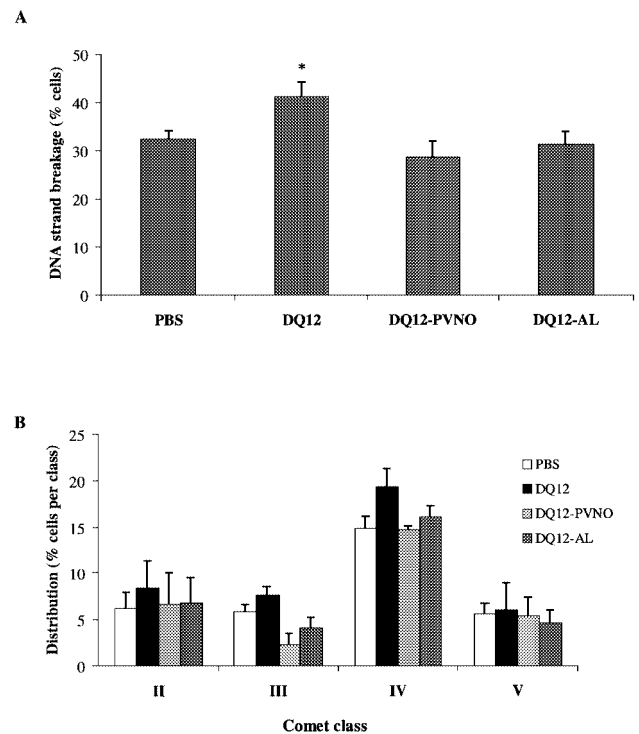 A
DNA strand breakage (% cells)
50
40
30
20
10
0
*
PBS
DQ12
DQ12-PVNO
DQ12-AL
B
Distribution (% cells per class)
25
20
15
10
5
0
PBS
DQ12
DQ12-PVNO
DQ12-AL
II
III
IV
V
Comet class